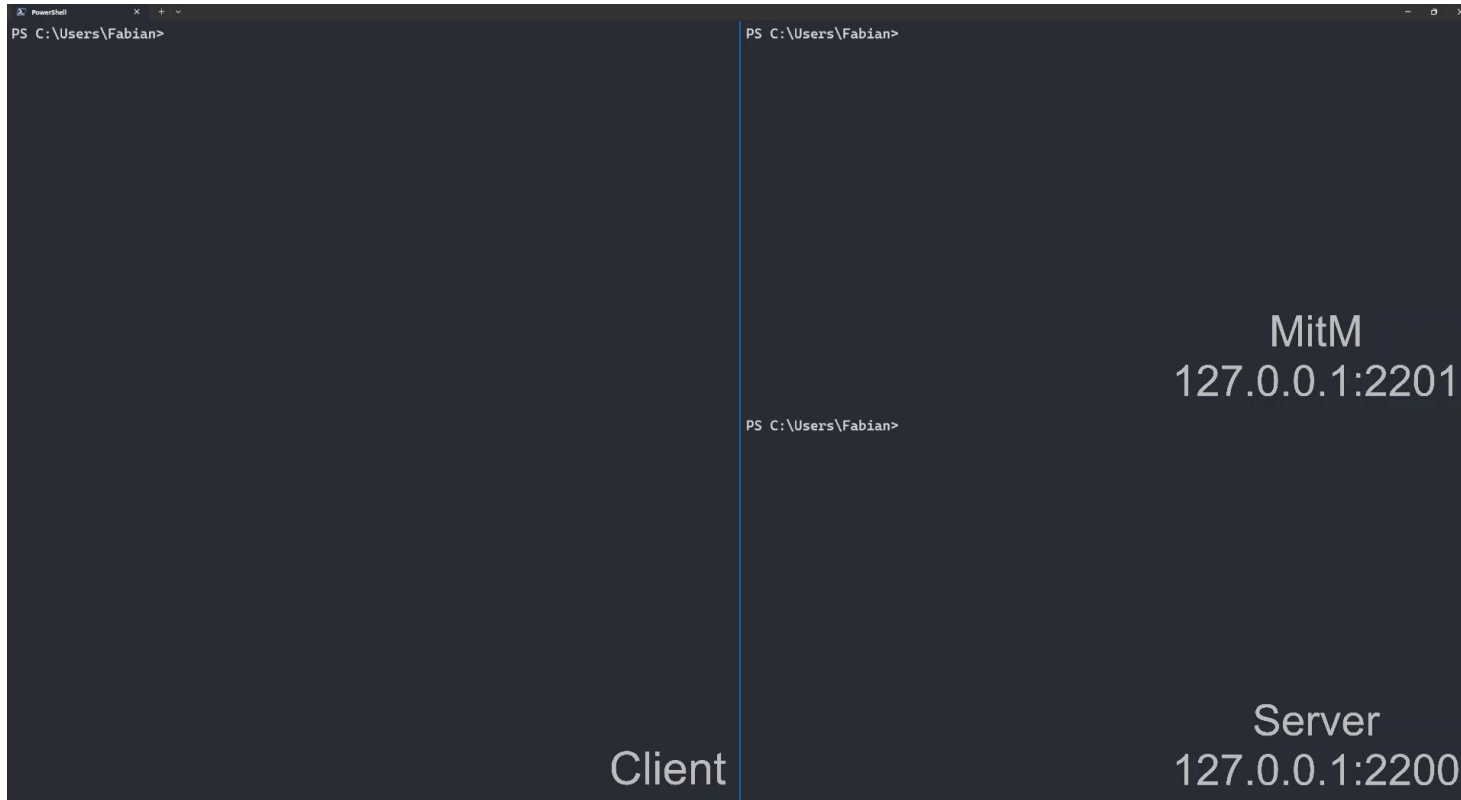 PowerShell
PS C:\Users\Fabian>
Client
PS C:\Users\Fabian>
MitM
127.0.0.1:2201
PS C:\Users\Fabian>
Server
127.0.0.1:2200